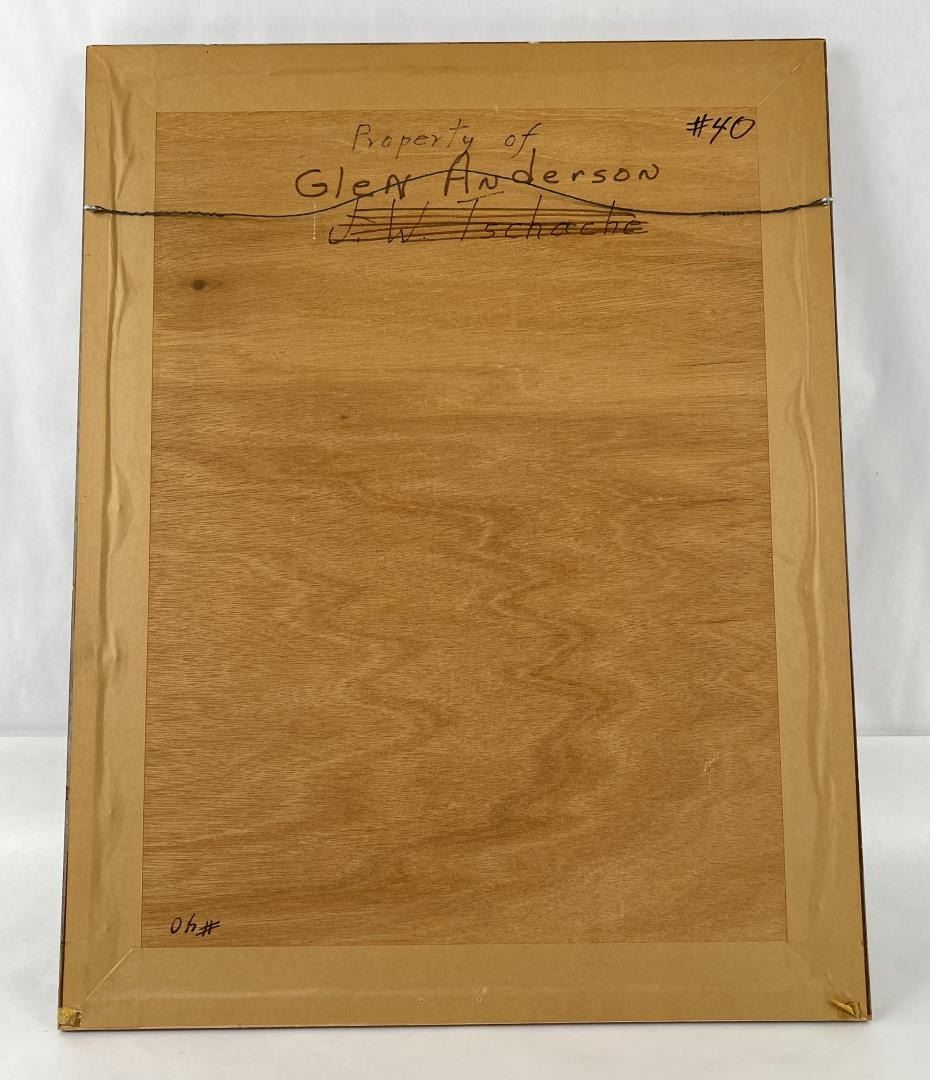 #40
Property of
Glen Anderson
J. W. Tschache
#40